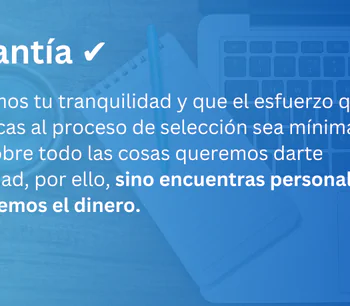 antía ✔
nos tu tranquilidad y que el esfuerzo q
cas al proceso de selección sea mínima
obre todo las cosas queremos darte
ad, por ello, sino encuentras personal
emos el dinero.